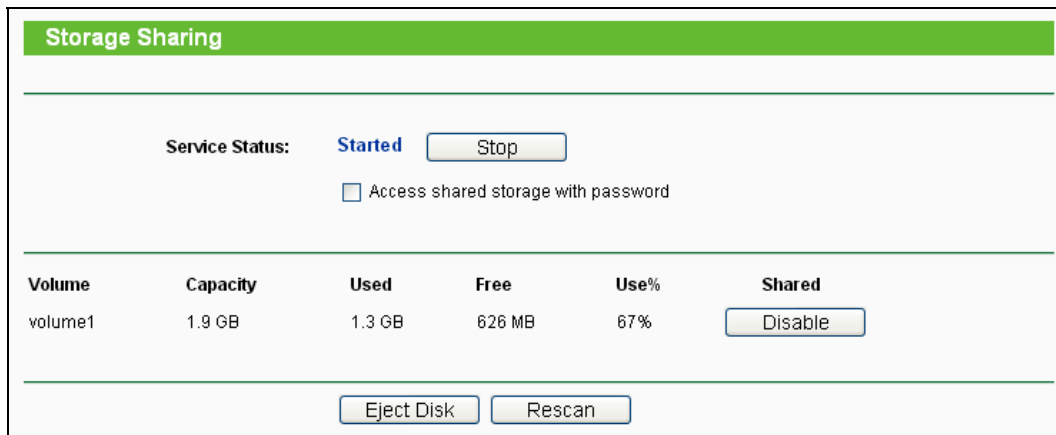 Storage Sharing
Service Status: Started Stop
Access shared storage with password
Volume Capacity Used Free Use% Shared
volume1 1.9 GB 1.3 GB 626 MB 67% Disable
Eject Disk Rescan